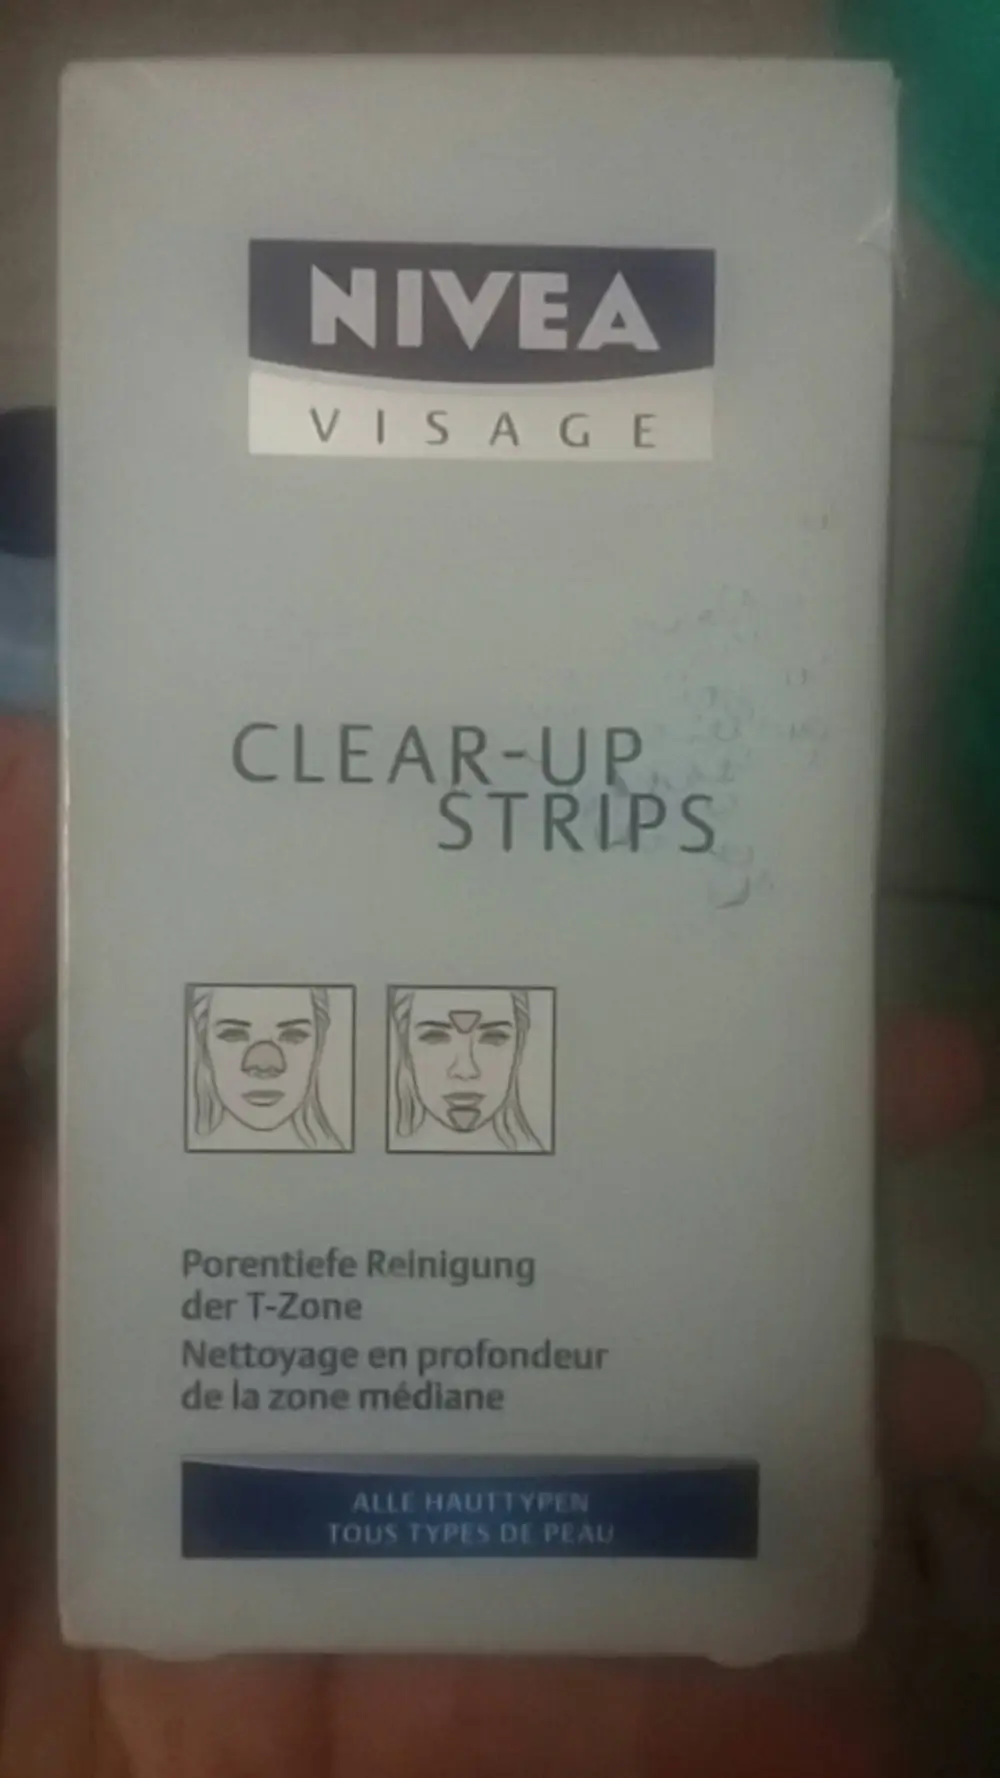 NIVEA
VISAGE
CLEAR-UP
STRIPS
Porentiefe Reinigung
der T-Zone
Nettoyage en profondeur
de la zone médiane
ALLE HAUTTYPEN
TOUS TYPES DE PEAU